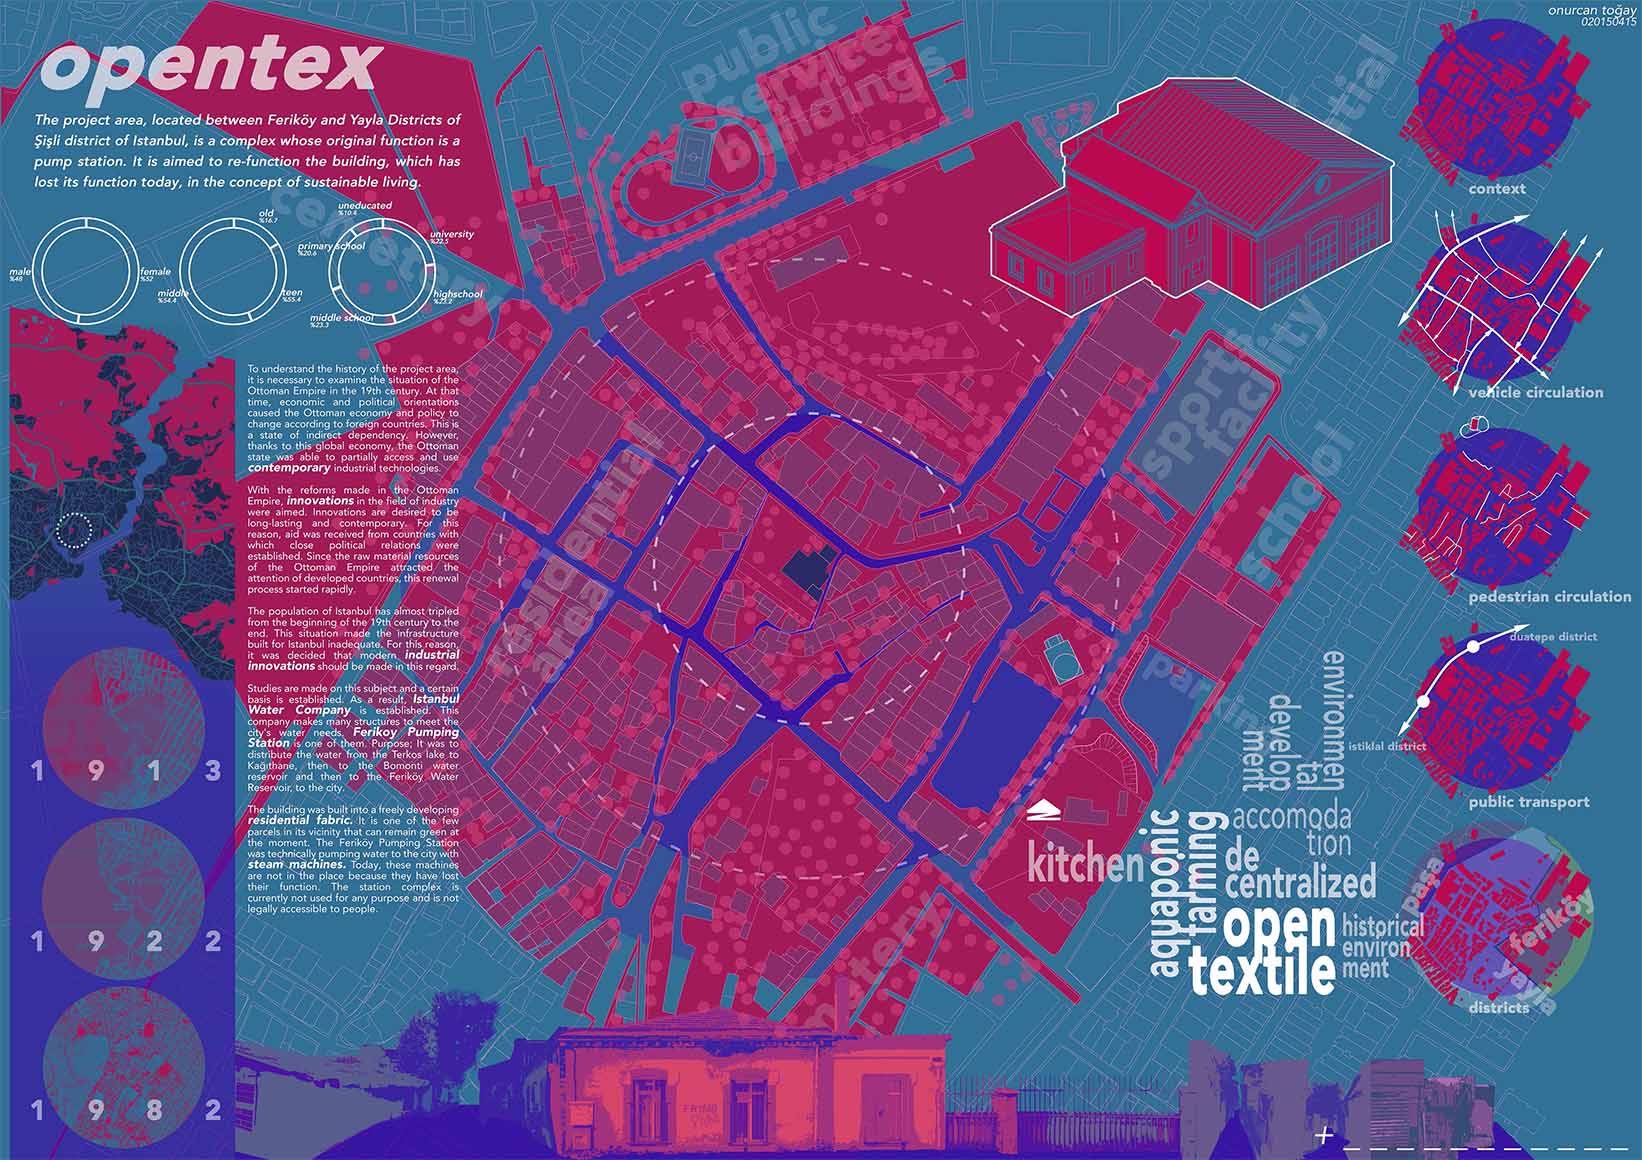 onurcan toğay
020150415
opentex
The project area, located between Feriköy and Yayla Districts of
Şişli district of Istanbul, is a complex whose original function is a
pump station. It is aimed to re-function the building, which has
lost its function today, in the concept of sustainable living.
male
%48
female
%52
old
%16.7
middle
%54.4
teen
%55.4
uneducated
%10.4
university
%22.5
primary school
%20.6
highschool
%23.2
middle school
%23.3
To understand the history of the project area,
it is necessary to examine the situation of the
Ottoman Empire in the 19th century. At that
time, economic and political orientations
caused the Ottoman economy and policy to
change according to foreign countries. This is
a state of indirect dependency. However,
thanks to this global economy, the Ottoman
state was able to partially access and use
contemporary industrial technologies.
With the reforms made in the Ottoman
Empire, innovations in the field of industry
were aimed. Innovations are desired to be
long-lasting and contemporary. For this
reason, aid was received from countries with
which close political relations were
established. Since the raw material resources
of the Ottoman Empire attracted the
attention of developed countries, this renewal
process started rapidly.
The population of Istanbul has almost tripled
from the beginning of the 19th century to the
end. This situation made the infrastructure
built for Istanbul inadequate. For this reason,
it was decided that modern industrial
innovations should be made in this regard.
Studies are made on this subject and a certain
basis is established. As a result, Istanbul
Water Company is established. This
company makes many structures to meet the
city's water needs. Ferikoy Pumping
Station is one of them. Purpose; It was to
distribute the water from the Terkos lake to
Kağıthane, then to the Bomonti water
reservoir and then to the Feriköy Water
Reservoir, to the city.
The building was built into a freely developing
residential fabric. It is one of the few
parcels in its vicinity that can remain green at
the moment. The Feriköy Pumping Station
was technically pumping water to the city with
steam machines. Today, these machines
are not in the place because they have lost
their function. The station complex is
currently not used for any purpose and is not
legally accessible to people.
1 9 1 3
1 9 2 2
1 9 8 2
cemetery
public
service
buildings
residential
area
sports
facility
school
parking
kitchen
aquaponic
farming
environmen
tal
develop
ment
accomoda
tion
de
centralized
open
textile
historical
environ
ment
context
vehicle circulation
pedestrian circulation
duatepe district
istiklal district
public transport
paşa
feriköy
yayla
districts